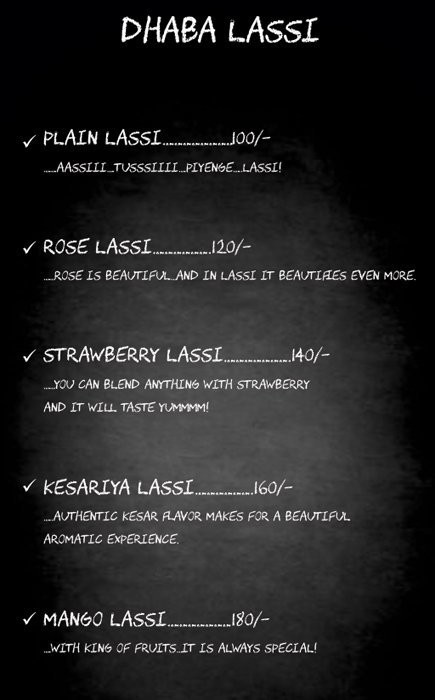 DHABA LASSI
✓ PLAIN LASSI......................100/-
......AASSIII...TUSSSIIII...PIYENGE....LASSI!
✓ ROSE LASSI...................120/-
.....ROSE IS BEAUTIFUL...AND IN LASSI IT BEAUTIFIES EVEN MORE.
✓ STRAWBERRY LASSI......................140/-
.....YOU CAN BLEND ANYTHING WITH STRAWBERRY
AND IT WILL TASTE YUMMMM!
✓ KESARIYA LASSI...................160/-
.....AUTHENTIC KESAR FLAVOR MAKES FOR A BEAUTIFUL
AROMATIC EXPERIENCE.
✓ MANGO LASSI....................180/-
....WITH KING OF FRUITS...IT IS ALWAYS SPECIAL!